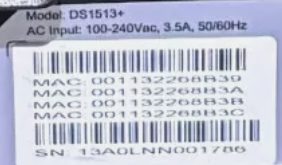 Model: DS1513+
AC Input: 100-240Vac, 3.5A, 50/60Hz
MAC: 001132268B39
MAC: 001132268B3A
MAC: 001132268B3B
MAC: 001132268B3C
SN: 13A0LNN001786